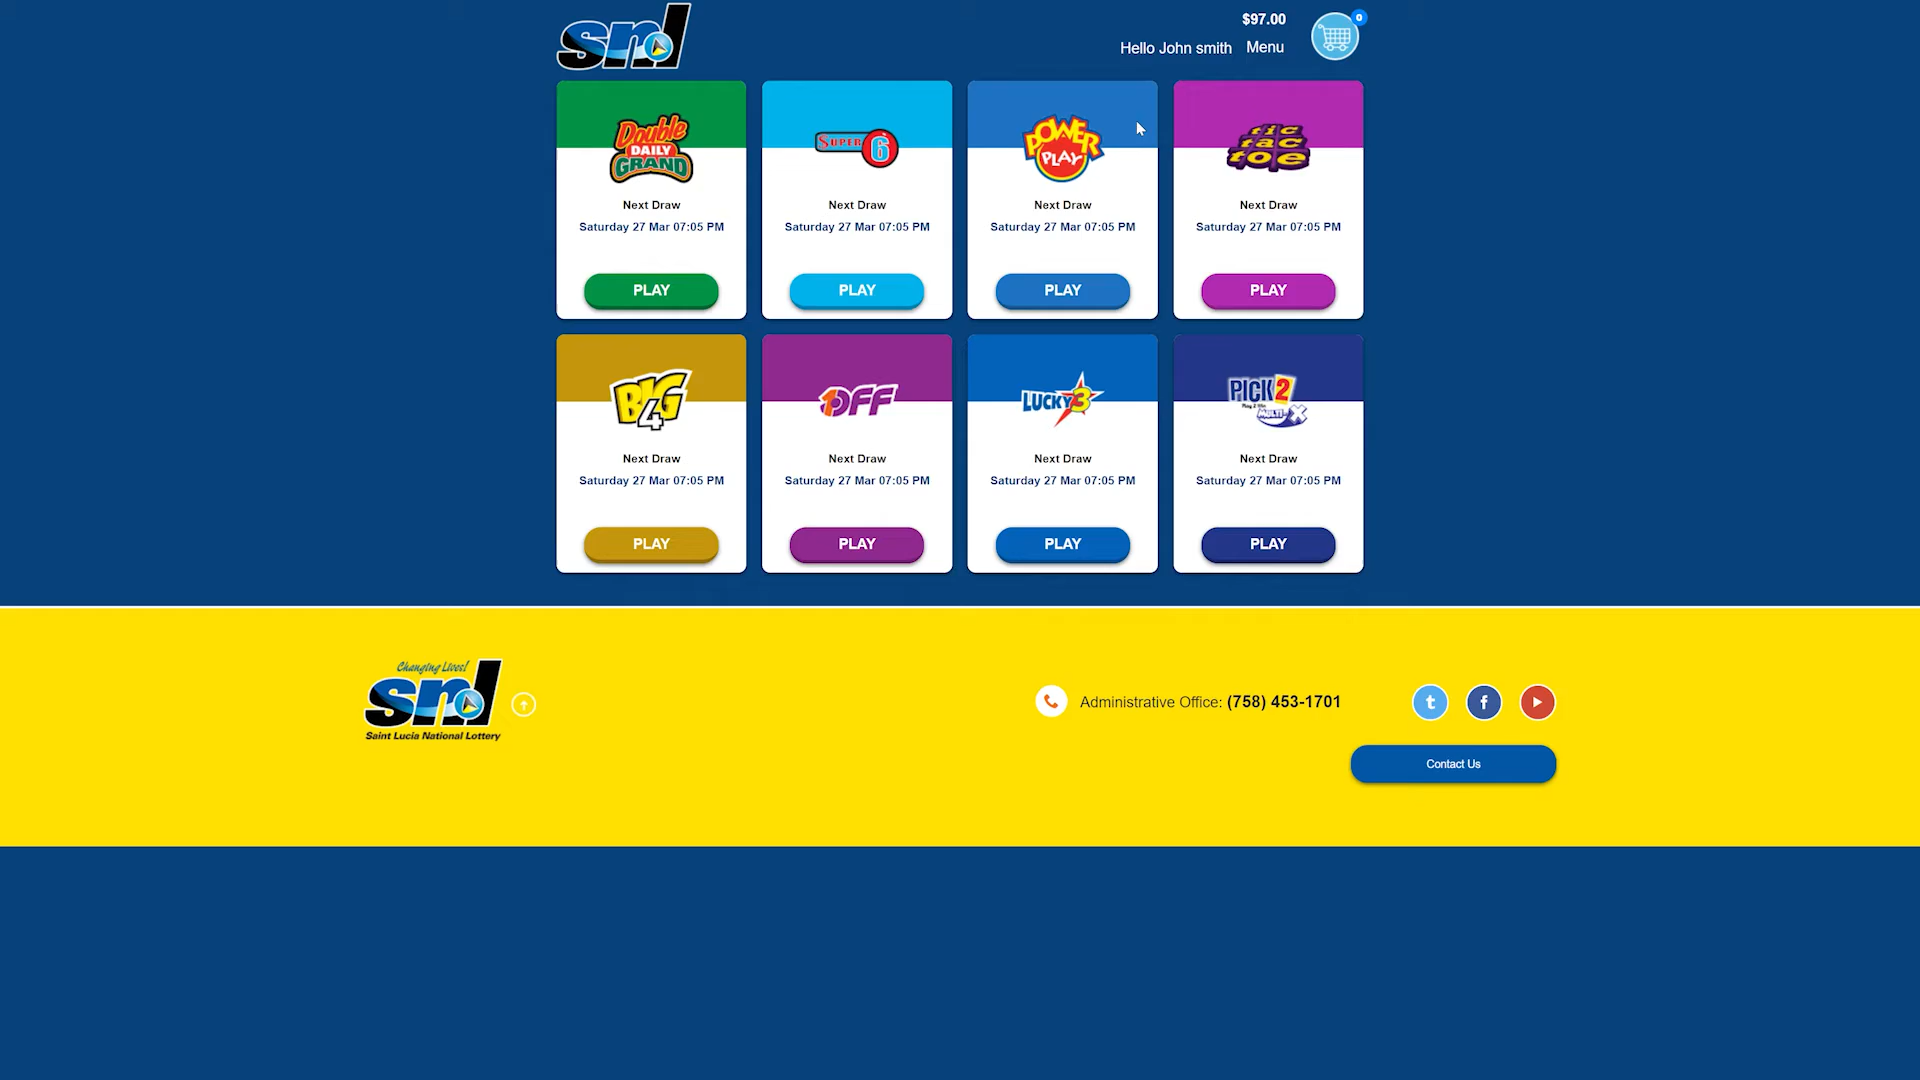 snl
$97.00
0
Hello John smith
Menu
Double
DAILY
GRAND
SUPER 6
POWER
PLAY
tic
tac
toe
Next Draw
Next Draw
Next Draw
Next Draw
Saturday 27 Mar 07:05 PM
Saturday 27 Mar 07:05 PM
Saturday 27 Mar 07:05 PM
Saturday 27 Mar 07:05 PM
PLAY
PLAY
PLAY
PLAY
BIG
4
1OFF
LUCKY 3
PICK 2
Play 2 Win
MULTI-X
Next Draw
Next Draw
Next Draw
Next Draw
Saturday 27 Mar 07:05 PM
Saturday 27 Mar 07:05 PM
Saturday 27 Mar 07:05 PM
Saturday 27 Mar 07:05 PM
PLAY
PLAY
PLAY
PLAY
Changing Lives!
snl
Saint Lucia National Lottery
Administrative Office: (758) 453-1701
t
f
Contact Us